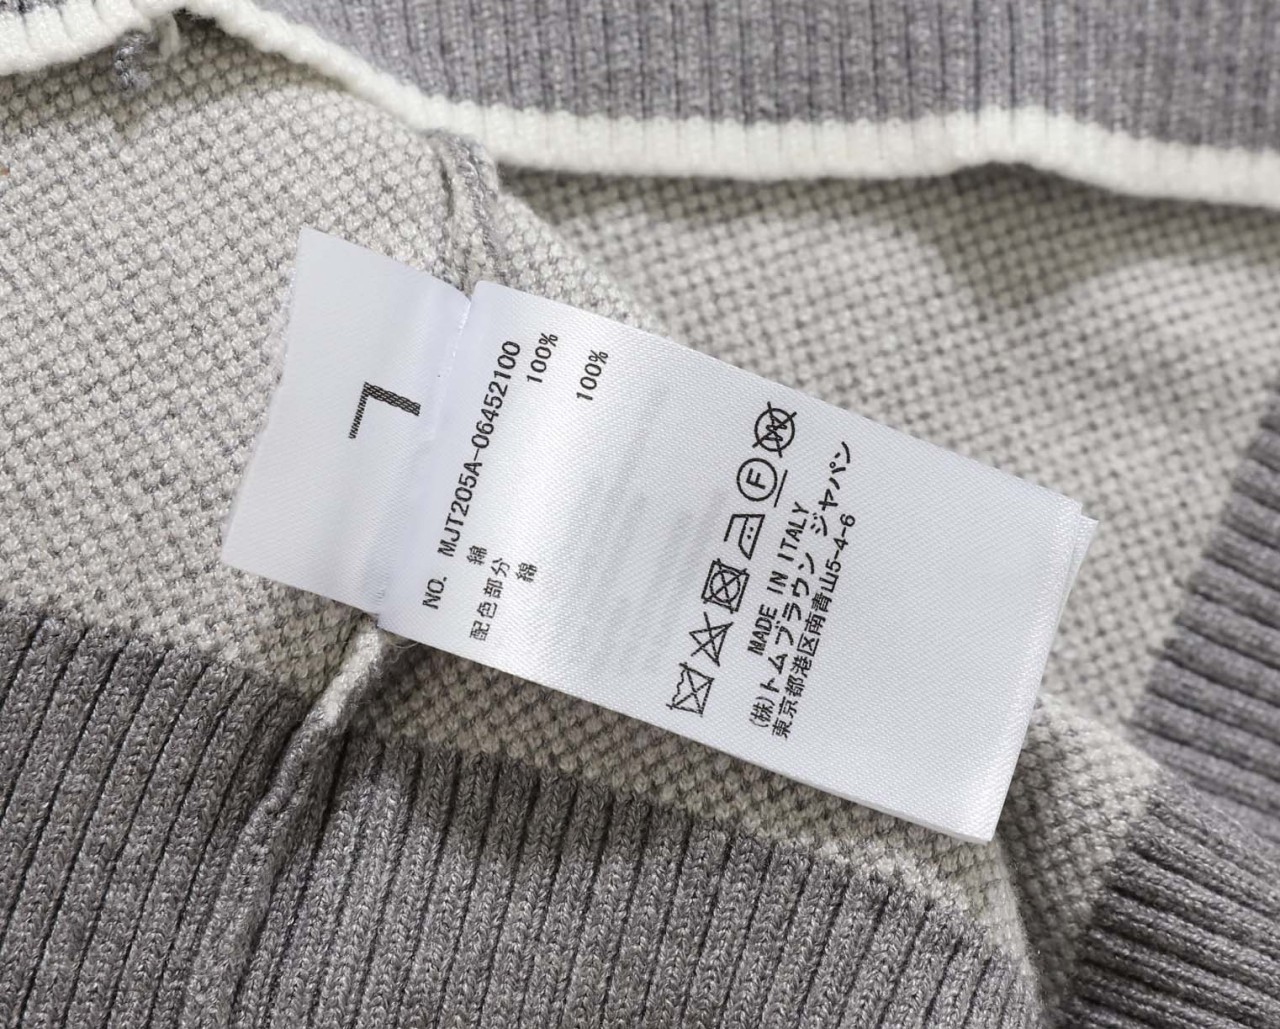 L
NO. MJT205A-06452100
綿 100%
配色部分
綿 100%
F
W
MADE IN ITALY
(株)トムブラウン ジャパン
東京都港区南青山5-4-6